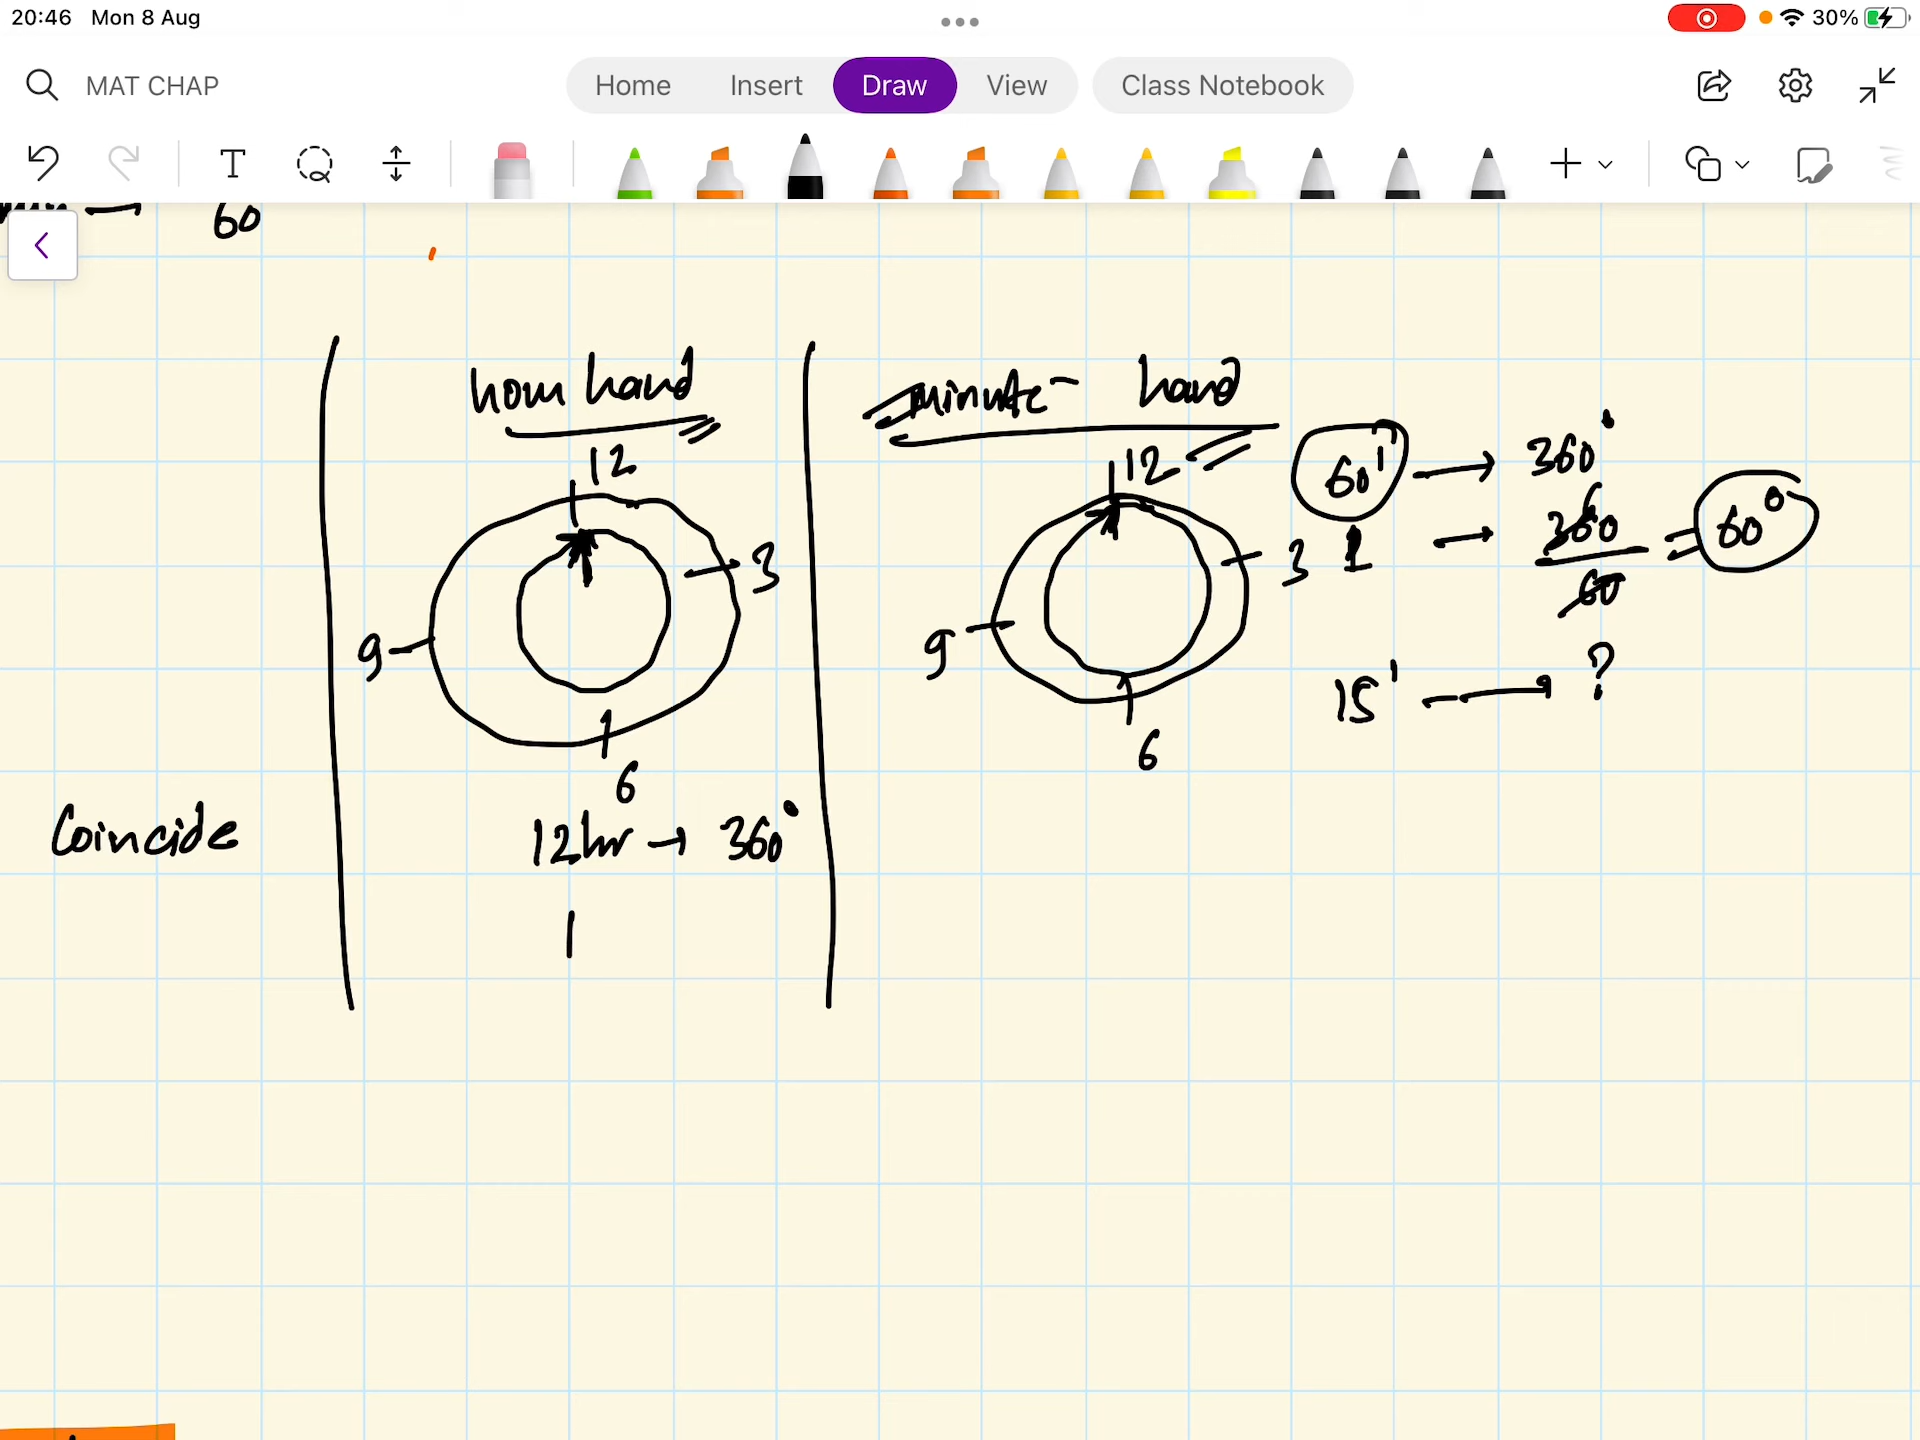 20:46 Mon 8 Aug
30%
MAT CHAP
Home Insert Draw View Class Notebook
T
60
hour hand
minute hand
12
12
60' → 360°
1 → 360/60 = 60°
6
3
3
9
9
15' → ?
6
6
Coincide
12hr → 360°
1